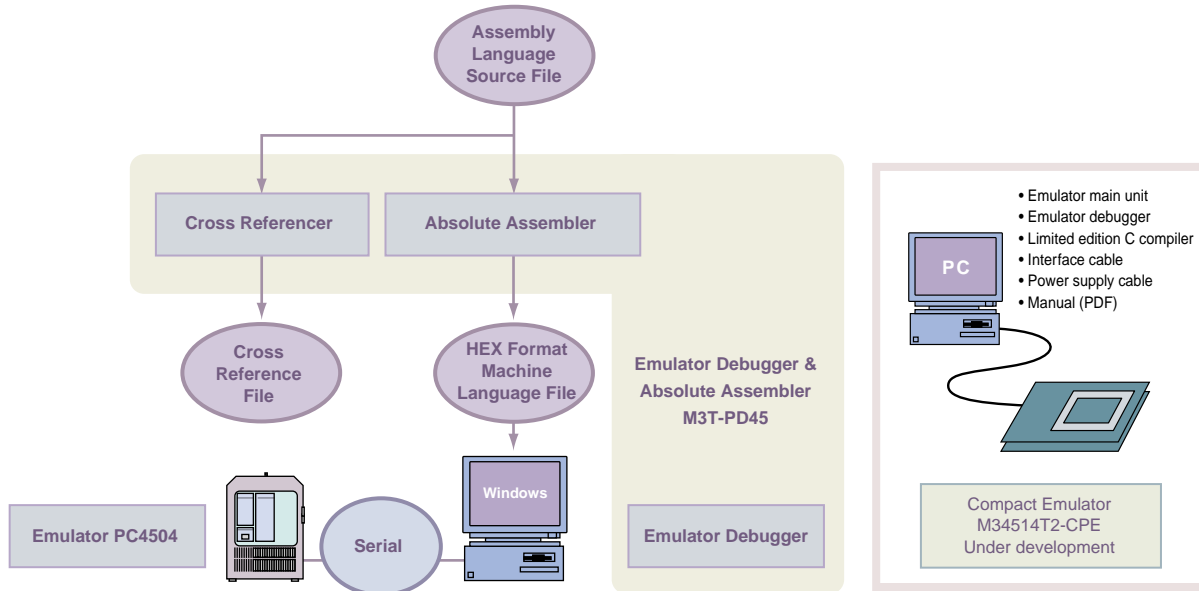 Assembly
Language
Source File
Cross Referencer
Absolute Assembler
Cross
Reference
File
HEX Format
Machine
Language File
Emulator Debugger &
Absolute Assembler
M3T-PD45
Emulator PC4504
Serial
Windows
Emulator Debugger
PC
• Emulator main unit
• Emulator debugger
• Limited edition C compiler
• Interface cable
• Power supply cable
• Manual (PDF)
Compact Emulator
M34514T2-CPE
Under development